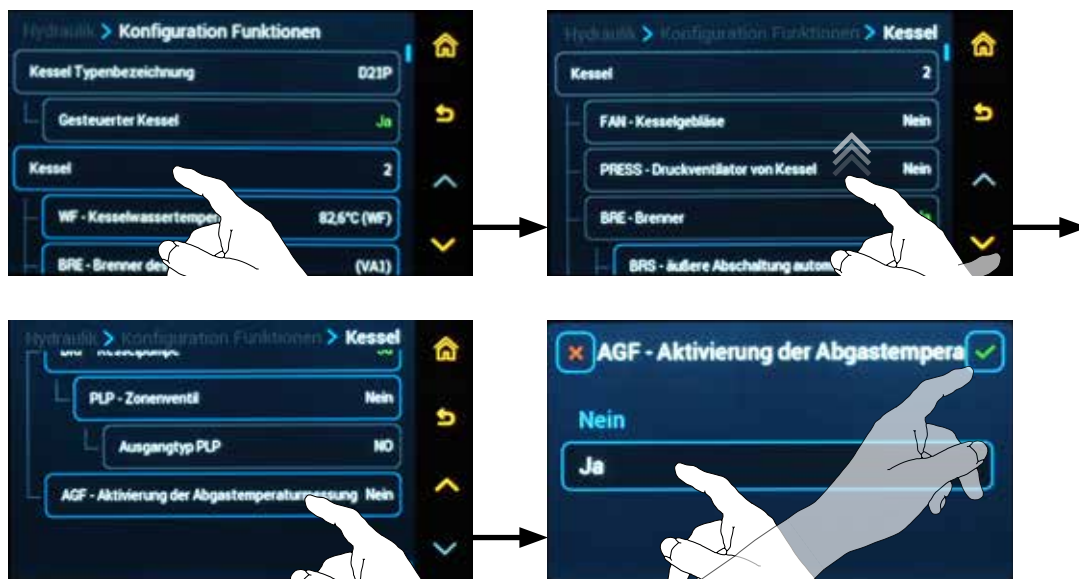 Hydraulik > Konfiguration Funktionen
Kessel Typenbezeichnung D21P
Gesteuerter Kessel Ja
Kessel 2
WF - Kesselwassertemper 82,6°C (WF)
BRE - Brenner des (VA1)
Hydraulik > Konfiguration Funktionen > Kessel
Kessel 2
FAN - Kesselgebläse Nein
PRESS - Druckventilator von Kessel Nein
BRE - Brenner
BRS - äußere Abschaltung autom
Hydraulik > Konfiguration Funktionen > Kessel
PLP - Zonenventil Nein
Ausgangtyp PLP NO
AGF - Aktivierung der Abgastemperaturmessung Nein
AGF - Aktivierung der Abgastempera
Nein
Ja